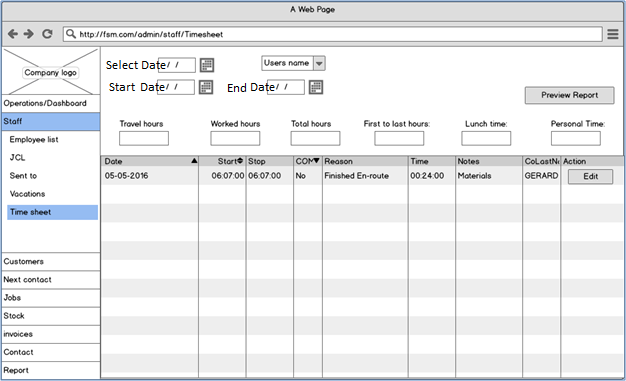 A Web Page
http://fsm.com/admin/staff/Timesheet
Company logo
Select Date / /
Users name
Start Date / /
End Date / /
Preview Report
Operations/Dashboard
Staff
Employee list
JCL
Sent to
Vacations
Time sheet
Customers
Next contact
Jobs
Stock
invoices
Contact
Report
Travel hours
Worked hours
Total hours
First to last hours:
Lunch time:
Personal Time:
Date Start Stop COM Reason Time Notes CoLastNa Action
05-05-2016 06:07:00 06:07:00 No Finished En-route 00:24:00 Materials GERARD Edit